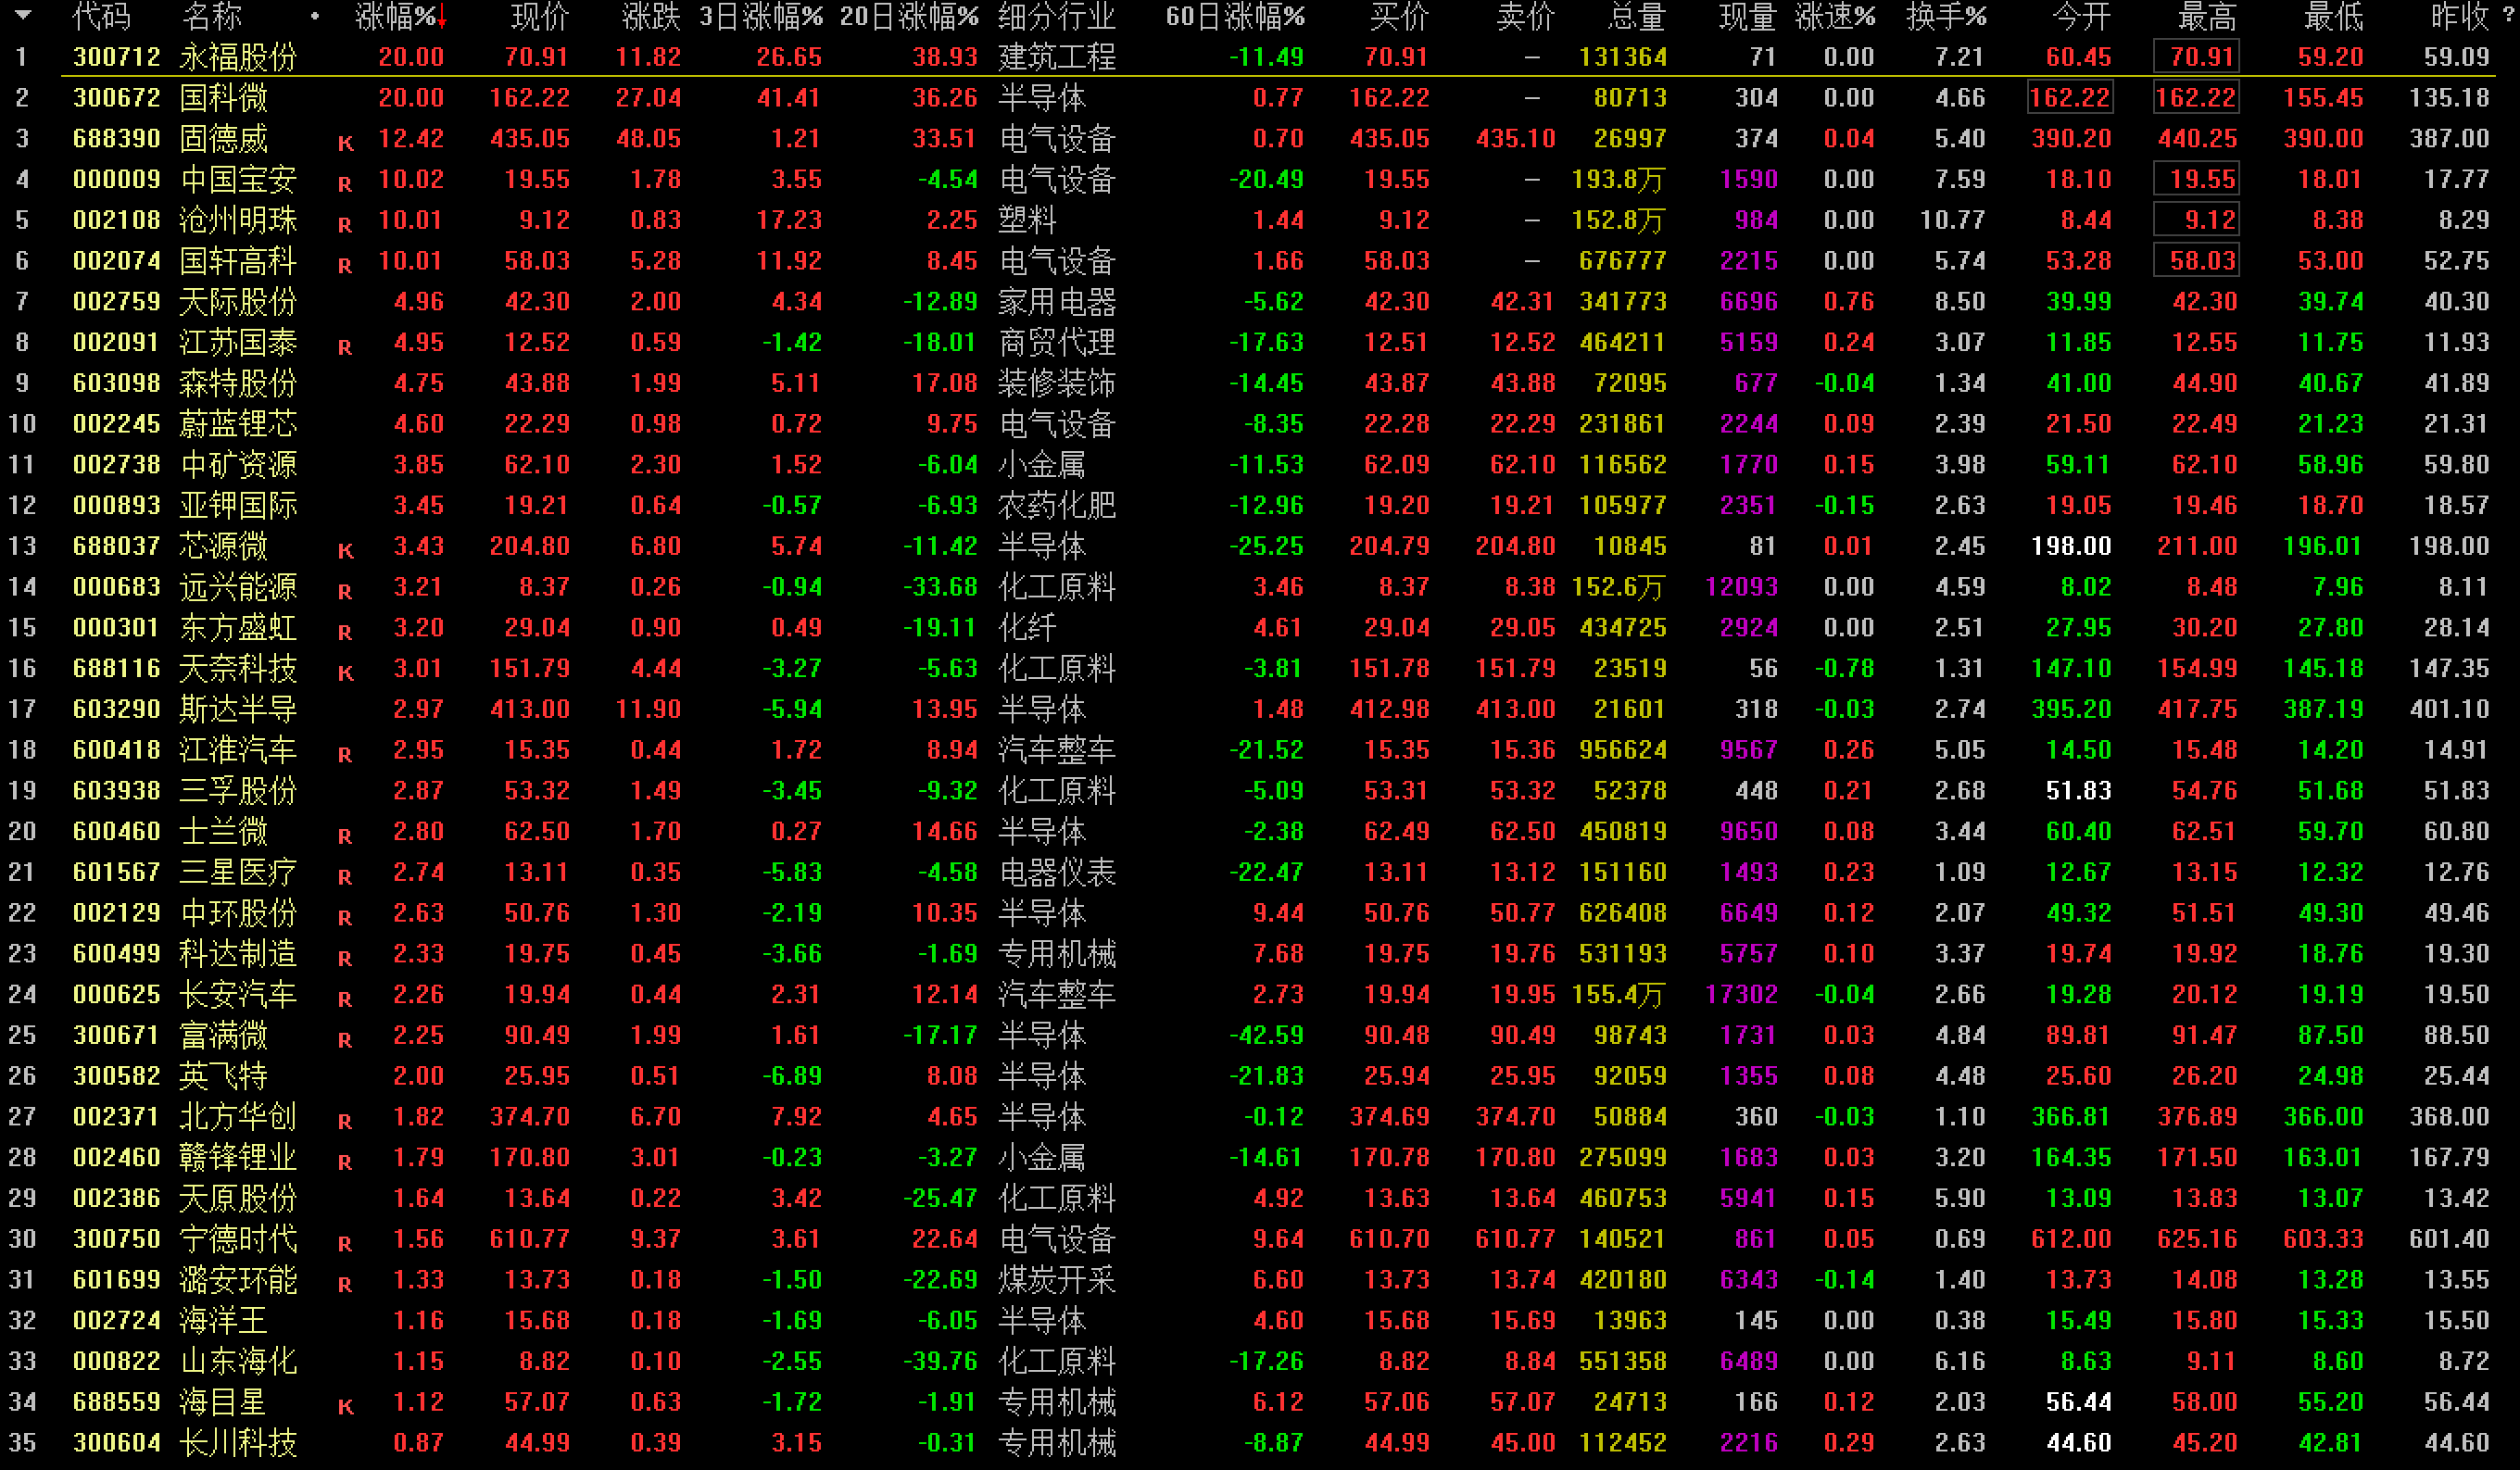 代码 名称 • 涨幅%↓ 现价 涨跌 3日涨幅% 20日涨幅% 细分行业 60日涨幅% 买价 卖价 总量 现量 涨速% 换手% 今开 最高 最低 昨收 ?
1 300712 永福股份 20.00 70.91 11.82 26.65 38.93 建筑工程 -11.49 70.91 — 131364 71 0.00 7.21 60.45 70.91 59.20 59.09
2 300672 国科微 20.00 162.22 27.04 41.41 36.26 半导体 0.77 162.22 — 80713 304 0.00 4.66 162.22 162.22 155.45 135.18
3 688390 固德威 K 12.42 435.05 48.05 1.21 33.51 电气设备 0.70 435.05 435.10 26997 374 0.04 5.40 390.20 440.25 390.00 387.00
4 000009 中国宝安 R 10.02 19.55 1.78 3.55 -4.54 电气设备 -20.49 19.55 — 193.8万 1590 0.00 7.59 18.10 19.55 18.01 17.77
5 002108 沧州明珠 R 10.01 9.12 0.83 17.23 2.25 塑料 1.44 9.12 — 152.8万 984 0.00 10.77 8.44 9.12 8.38 8.29
6 002074 国轩高科 R 10.01 58.03 5.28 11.92 8.45 电气设备 1.66 58.03 — 676777 2215 0.00 5.74 53.28 58.03 53.00 52.75
7 002759 天际股份 4.96 42.30 2.00 4.34 -12.89 家用电器 -5.62 42.30 42.31 341773 6696 0.76 8.50 39.99 42.30 39.74 40.30
8 002091 江苏国泰 R 4.95 12.52 0.59 -1.42 -18.01 商贸代理 -17.63 12.51 12.52 464211 5159 0.24 3.07 11.85 12.55 11.75 11.93
9 603098 森特股份 4.75 43.88 1.99 5.11 17.08 装修装饰 -14.45 43.87 43.88 72095 677 -0.04 1.34 41.00 44.90 40.67 41.89
10 002245 蔚蓝锂芯 4.60 22.29 0.98 0.72 9.75 电气设备 -8.35 22.28 22.29 231861 2244 0.09 2.39 21.50 22.49 21.23 21.31
11 002738 中矿资源 3.85 62.10 2.30 1.52 -6.04 小金属 -11.53 62.09 62.10 116562 1770 0.15 3.98 59.11 62.10 58.96 59.80
12 000893 亚钾国际 3.45 19.21 0.64 -0.57 -6.93 农药化肥 -12.96 19.20 19.21 105977 2351 -0.15 2.63 19.05 19.46 18.70 18.57
13 688037 芯源微 K 3.43 204.80 6.80 5.74 -11.42 半导体 -25.25 204.79 204.80 10845 81 0.01 2.45 198.00 211.00 196.01 198.00
14 000683 远兴能源 R 3.21 8.37 0.26 -0.94 -33.68 化工原料 3.46 8.37 8.38 152.6万 12093 0.00 4.59 8.02 8.48 7.96 8.11
15 000301 东方盛虹 R 3.20 29.04 0.90 0.49 -19.11 化纤 4.61 29.04 29.05 434725 2924 0.00 2.51 27.95 30.20 27.80 28.14
16 688116 天奈科技 K 3.01 151.79 4.44 -3.27 -5.63 化工原料 -3.81 151.78 151.79 23519 56 -0.78 1.31 147.10 154.99 145.18 147.35
17 603290 斯达半导 2.97 413.00 11.90 -5.94 13.95 半导体 1.48 412.98 413.00 21601 318 -0.03 2.74 395.20 417.75 387.19 401.10
18 600418 江淮汽车 R 2.95 15.35 0.44 1.72 8.94 汽车整车 -21.52 15.35 15.36 956624 9567 0.26 5.05 14.50 15.48 14.20 14.91
19 603938 三孚股份 2.87 53.32 1.49 -3.45 -9.32 化工原料 -5.09 53.31 53.32 52378 448 0.21 2.68 51.83 54.76 51.68 51.83
20 600460 士兰微 R 2.80 62.50 1.70 0.27 14.66 半导体 -2.38 62.49 62.50 450819 9650 0.08 3.44 60.40 62.51 59.70 60.80
21 601567 三星医疗 R 2.74 13.11 0.35 -5.83 -4.58 电器仪表 -22.47 13.11 13.12 151160 1493 0.23 1.09 12.67 13.15 12.32 12.76
22 002129 中环股份 R 2.63 50.76 1.30 -2.19 10.35 半导体 9.44 50.76 50.77 626408 6649 0.12 2.07 49.32 51.51 49.30 49.46
23 600499 科达制造 R 2.33 19.75 0.45 -3.66 -1.69 专用机械 7.68 19.75 19.76 531193 5757 0.10 3.37 19.74 19.92 18.76 19.30
24 000625 长安汽车 R 2.26 19.94 0.44 2.31 12.14 汽车整车 2.73 19.94 19.95 155.4万 17302 -0.04 2.66 19.28 20.12 19.19 19.50
25 300671 富满微 R 2.25 90.49 1.99 1.61 -17.17 半导体 -42.59 90.48 90.49 98743 1731 0.03 4.84 89.81 91.47 87.50 88.50
26 300582 英飞特 2.00 25.95 0.51 -6.89 8.08 半导体 -21.83 25.94 25.95 92059 1355 0.08 4.48 25.60 26.20 24.98 25.44
27 002371 北方华创 R 1.82 374.70 6.70 7.92 4.65 半导体 -0.12 374.69 374.70 50884 360 -0.03 1.10 366.81 376.89 366.00 368.00
28 002460 赣锋锂业 R 1.79 170.80 3.01 -0.23 -3.27 小金属 -14.61 170.78 170.80 275099 1683 0.03 3.20 164.35 171.50 163.01 167.79
29 002386 天原股份 1.64 13.64 0.22 3.42 -25.47 化工原料 4.92 13.63 13.64 460753 5941 0.15 5.90 13.09 13.83 13.07 13.42
30 300750 宁德时代 R 1.56 610.77 9.37 3.61 22.64 电气设备 9.64 610.70 610.77 140521 861 0.05 0.69 612.00 625.16 603.33 601.40
31 601699 潞安环能 R 1.33 13.73 0.18 -1.50 -22.69 煤炭开采 6.60 13.73 13.74 420180 6343 -0.14 1.40 13.73 14.08 13.28 13.55
32 002724 海洋王 1.16 15.68 0.18 -1.69 -6.05 半导体 4.60 15.68 15.69 13963 145 0.00 0.38 15.49 15.80 15.33 15.50
33 000822 山东海化 1.15 8.82 0.10 -2.55 -39.76 化工原料 -17.26 8.82 8.84 551358 6489 0.00 6.16 8.63 9.11 8.60 8.72
34 688559 海目星 K 1.12 57.07 0.63 -1.72 -1.91 专用机械 6.12 57.06 57.07 24713 166 0.12 2.03 56.44 58.00 55.20 56.44
35 300604 长川科技 0.87 44.99 0.39 3.15 -0.31 专用机械 -8.87 44.99 45.00 112452 2216 0.29 2.63 44.60 45.20 42.81 44.60